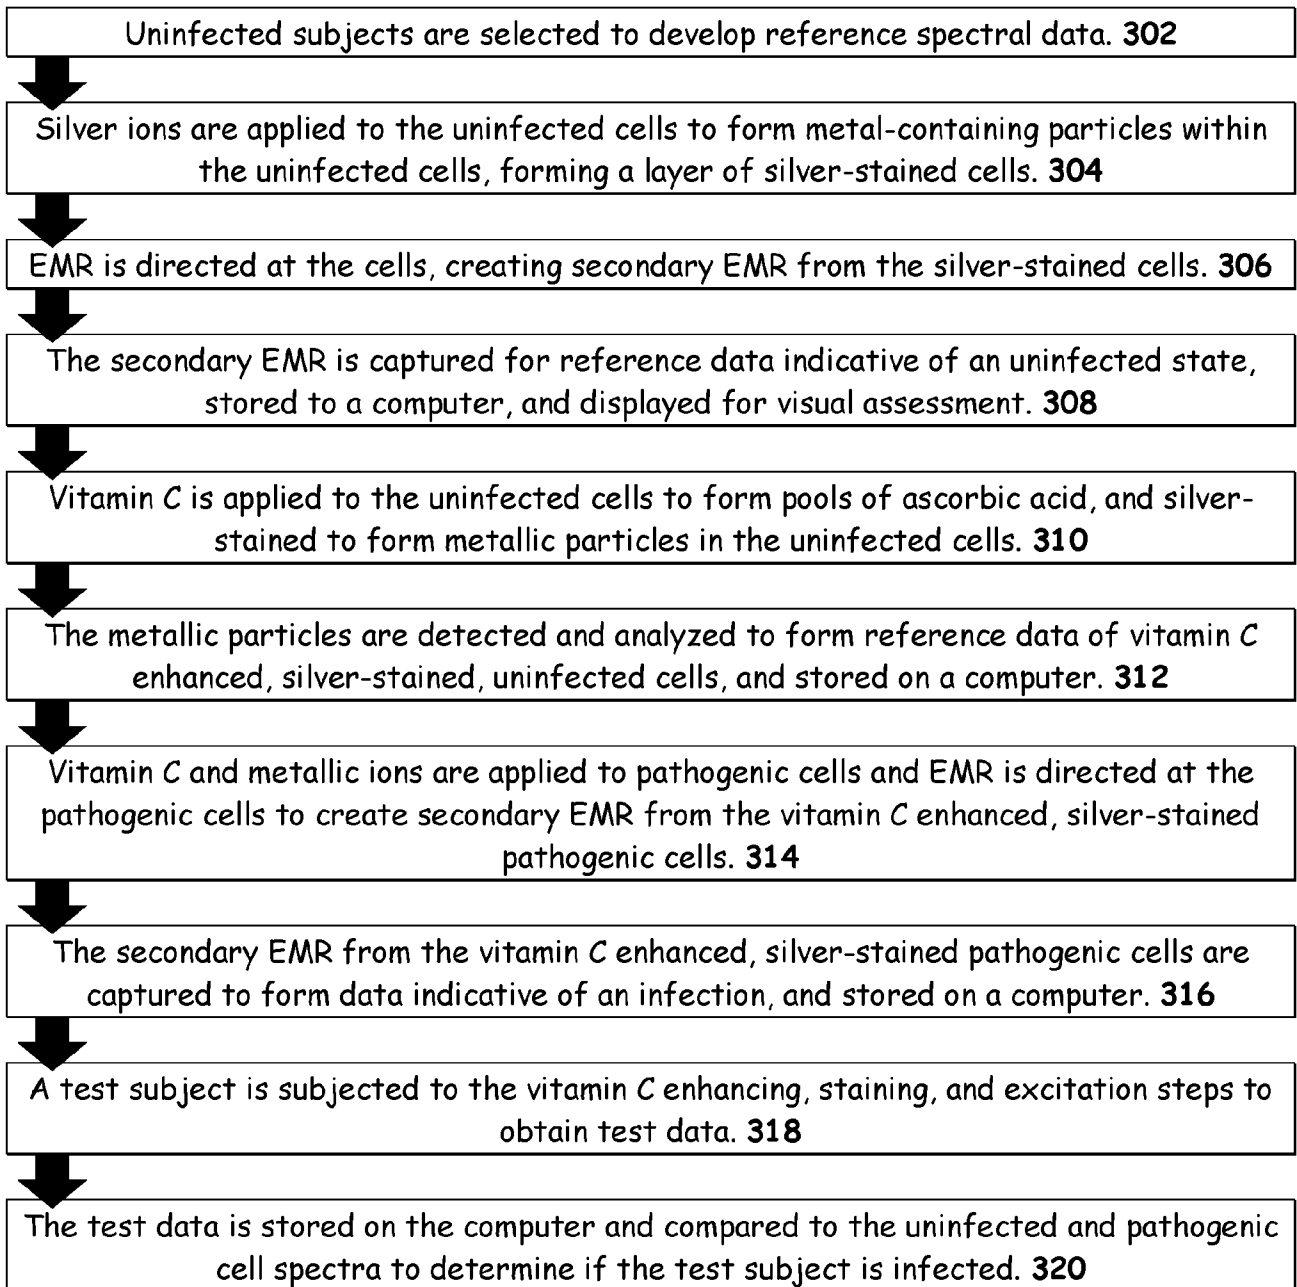 Uninfected subjects are selected to develop reference spectral data. 302
Silver ions are applied to the uninfected cells to form metal-containing particles within
the uninfected cells, forming a layer of silver-stained cells. 304
EMR is directed at the cells, creating secondary EMR from the silver-stained cells. 306
The secondary EMR is captured for reference data indicative of an uninfected state,
stored to a computer, and displayed for visual assessment. 308
Vitamin C is applied to the uninfected cells to form pools of ascorbic acid, and silver-
stained to form metallic particles in the uninfected cells. 310
The metallic particles are detected and analyzed to form reference data of vitamin C
enhanced, silver-stained, uninfected cells, and stored on a computer. 312
Vitamin C and metallic ions are applied to pathogenic cells and EMR is directed at the
pathogenic cells to create secondary EMR from the vitamin C enhanced, silver-stained
pathogenic cells. 314
The secondary EMR from the vitamin C enhanced, silver-stained pathogenic cells are
captured to form data indicative of an infection, and stored on a computer. 316
A test subject is subjected to the vitamin C enhancing, staining, and excitation steps to
obtain test data. 318
The test data is stored on the computer and compared to the uninfected and pathogenic
cell spectra to determine if the test subject is infected. 320